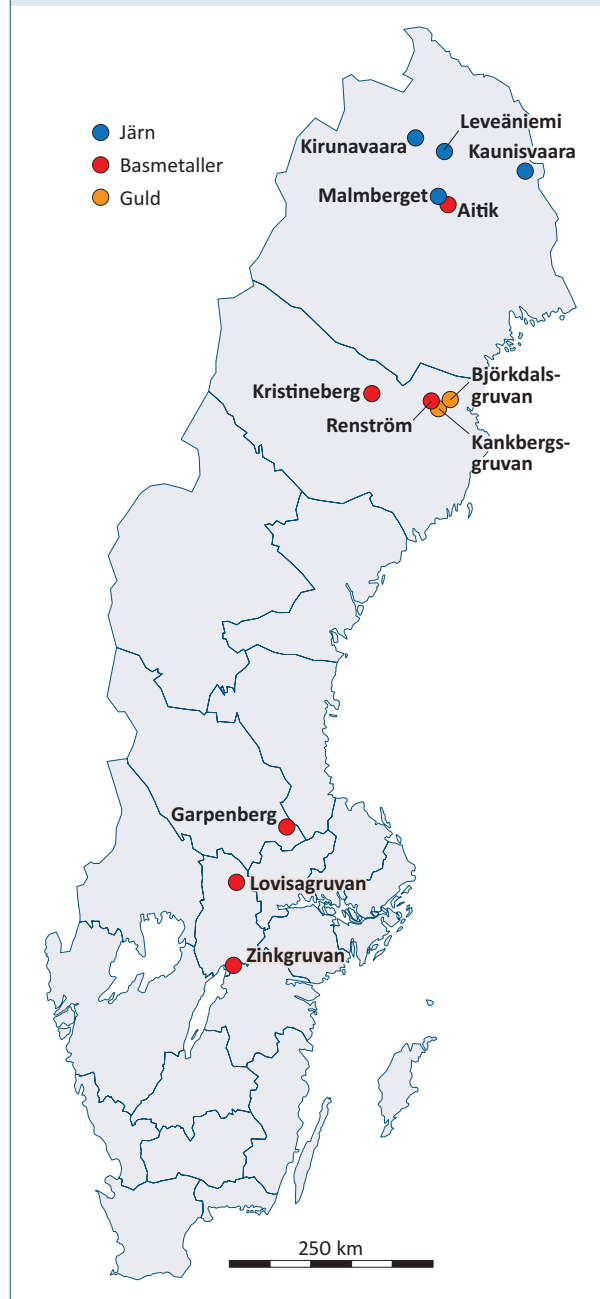 Järn
Basmetaller
Guld
Leveäniemi
Kirunavaara
Kaunisvaara
Malmberget
Aitik
Kristineberg
Björkdals-
gruvan
Renström
Kankbergs-
gruvan
Garpenberg
Lovisagruvan
Zinkgruvan
250 km